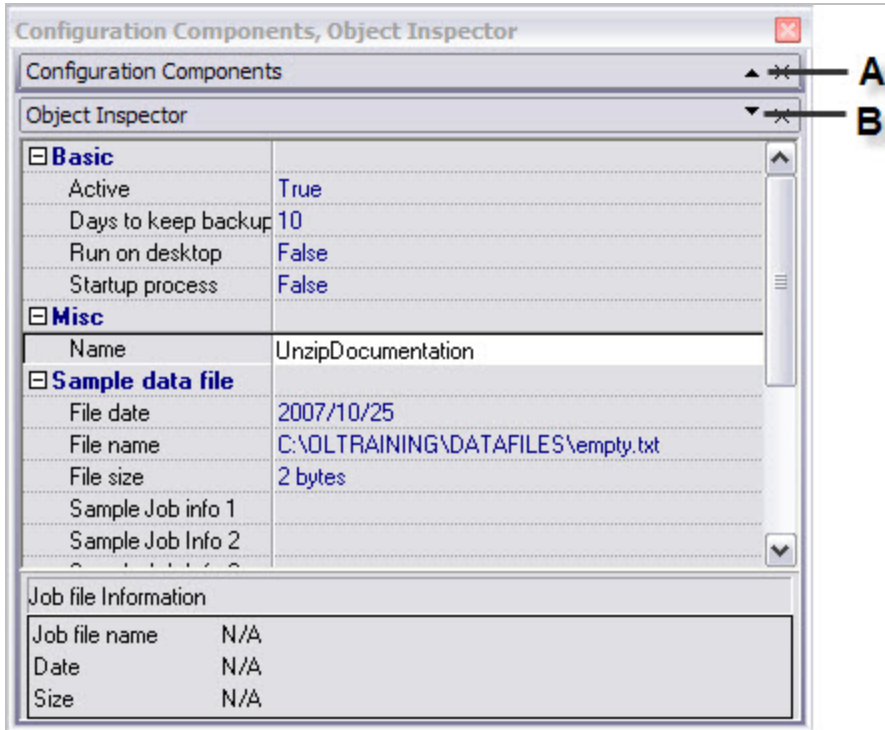 Configuration Components, Object Inspector
Configuration Components
A
Object Inspector
B
Basic
Active True
Days to keep backup 10
Run on desktop False
Startup process False
Misc
Name UnzipDocumentation
Sample data file
File date 2007/10/25
File name C:\OLTRAINING\DATAFILES\empty.txt
File size 2 bytes
Sample Job info 1
Sample Job Info 2
Job file Information
Job file name N/A
Date N/A
Size N/A